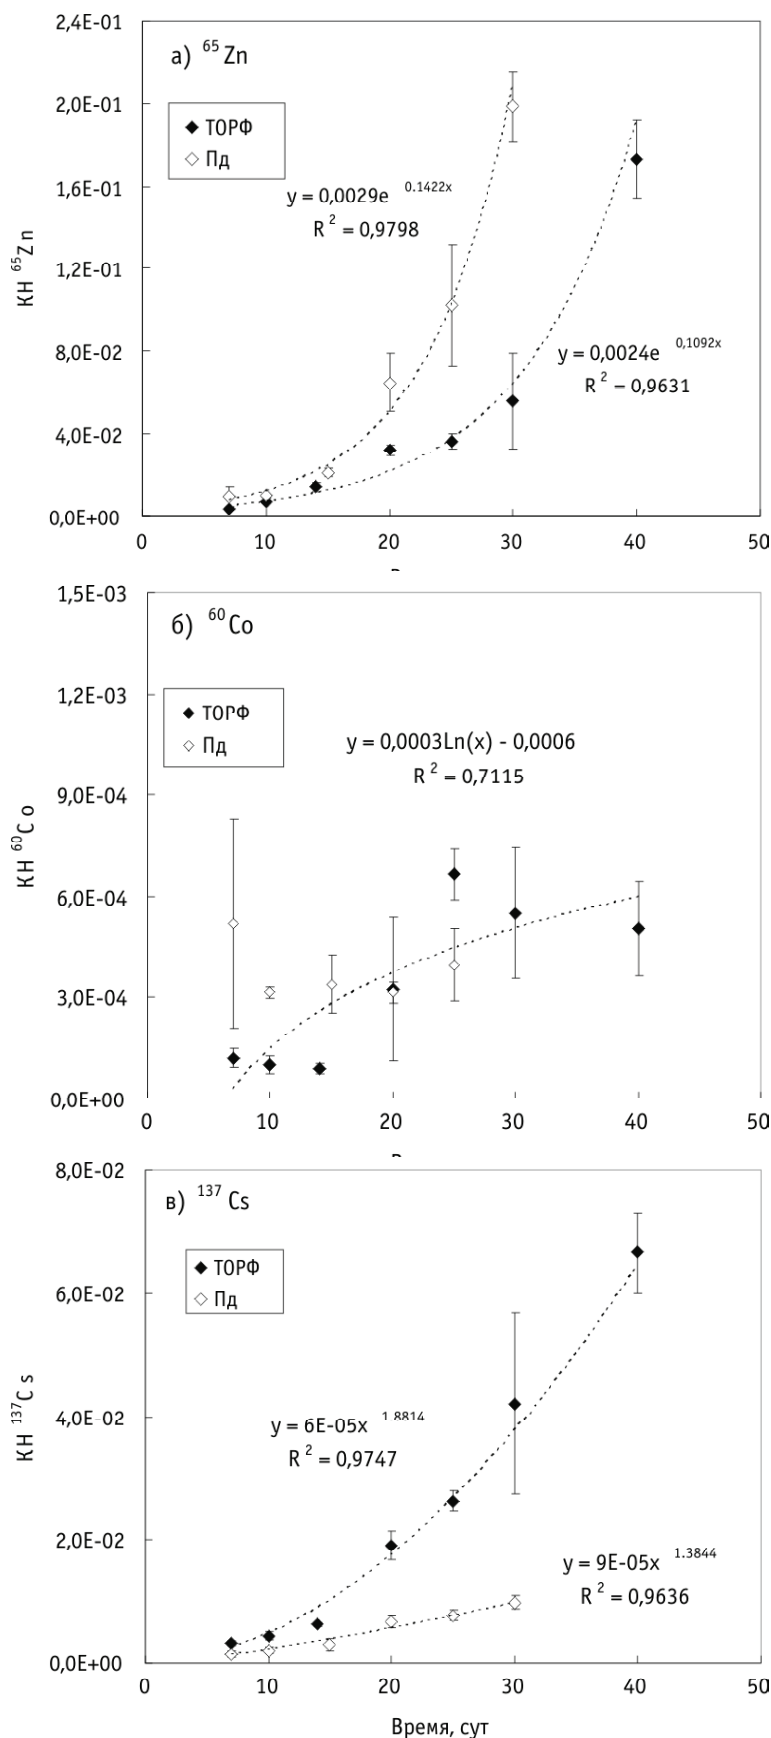 2,4E-01
а) ⁶⁵Zn
2,0E-01
ТОРФ
Пд
1,6E-01
y = 0,0029e^0.1422x
R² = 0,9798
КН ⁶⁵Zn
1,2E-01
8,0E-02
y = 0,0024e^0,1092x
R² – 0,9631
4,0E-02
0,0E+00
0 10 20 30 40 50
1,5E-03
б) ⁶⁰Co
1,2E-03
ТОРФ
Пд
y = 0,0003Ln(x) - 0,0006
R² = 0,7115
9,0E-04
КН ⁶⁰Co
6,0E-04
3,0E-04
0,0E+00
0 10 20 30 40 50
8,0E-02
в) ¹³⁷Cs
ТОРФ
Пд
6,0E-02
КН ¹³⁷Cs
4,0E-02
y = 6E-05x^1.8814
R² = 0,9747
2,0E-02
y = 9E-05x^1.3844
R² = 0,9636
0,0E+00
0 10 20 30 40 50
Время, сут